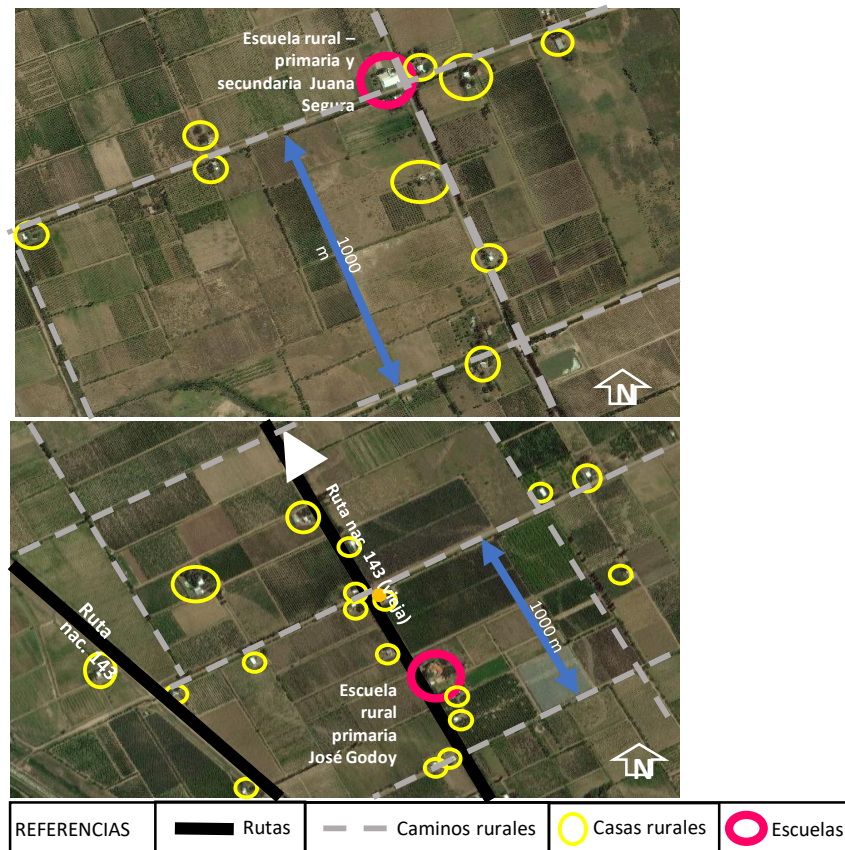 Escuela rural –
primaria y
secundaria Juana
Segura
1000
m
N
Ruta nac. 143 (vieja)
Ruta
nac. 143
1000 m
Escuela
rural
primaria
José Godoy
N
REFERENCIAS
Rutas
Caminos rurales
Casas rurales
Escuelas